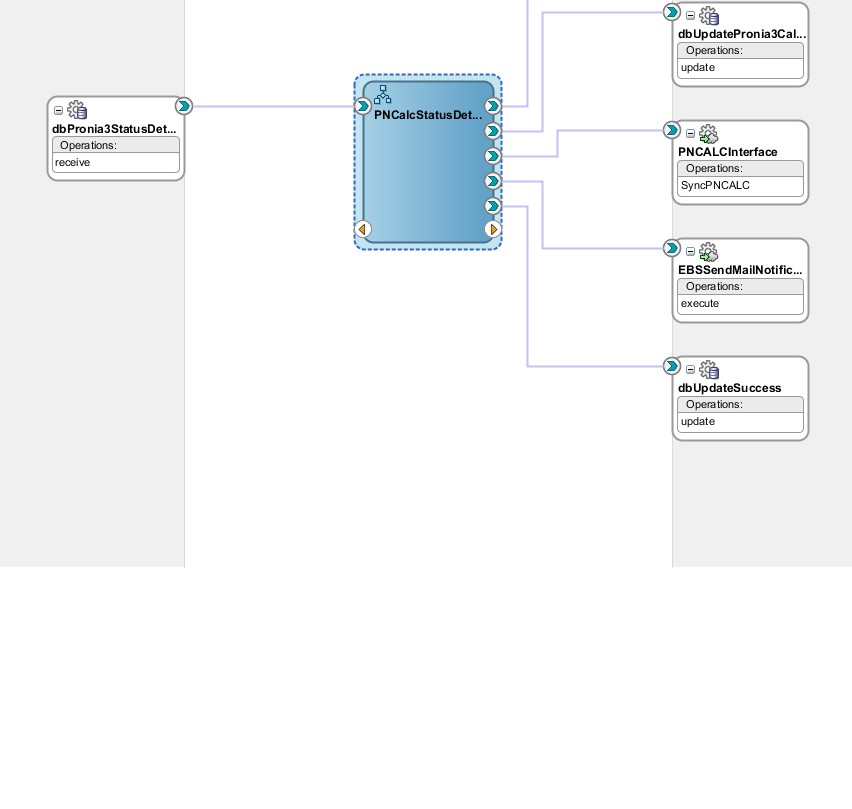 dbUpdatePronia3Cal...
Operations:
update
dbPronia3StatusDet...
Operations:
receive
PNCalcStatusDet...
PNCALCInterface
Operations:
SyncPNCALC
EBSSendMailNotific...
Operations:
execute
dbUpdateSuccess
Operations:
update